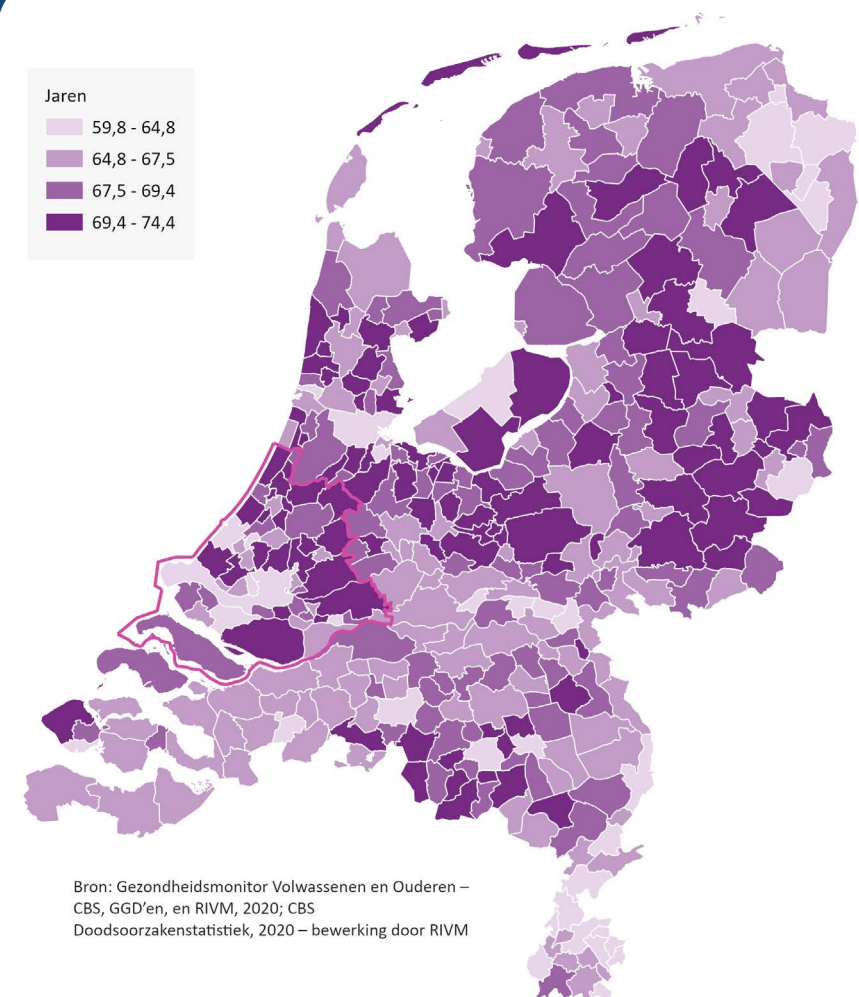 Jaren
59,8 - 64,8
64,8 - 67,5
67,5 - 69,4
69,4 - 74,4
Bron: Gezondheidsmonitor Volwassenen en Ouderen –
CBS, GGD’en, en RIVM, 2020; CBS
Doodsoorzakenstatistiek, 2020 – bewerking door RIVM